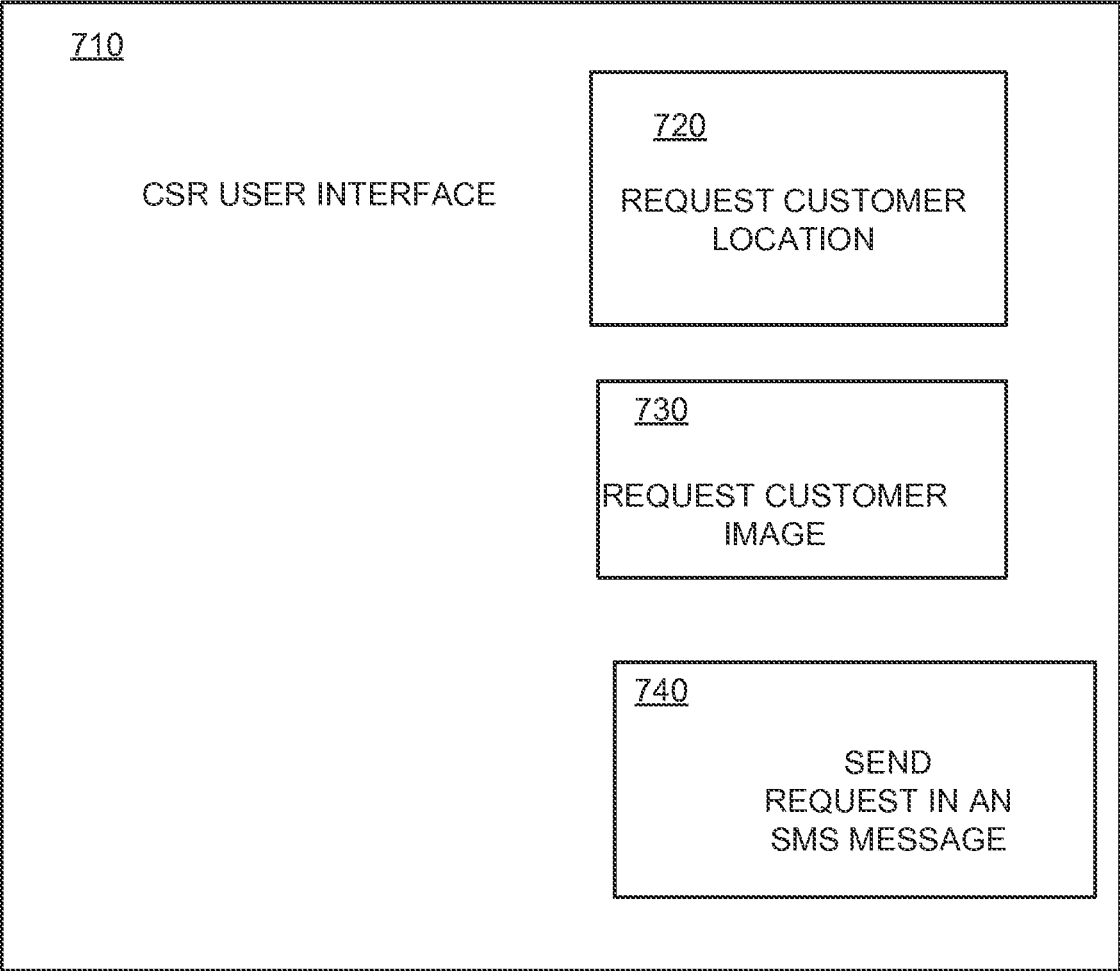 710
CSR USER INTERFACE
720
REQUEST CUSTOMER
LOCATION
730
REQUEST CUSTOMER
IMAGE
740
SEND
REQUEST IN AN
SMS MESSAGE